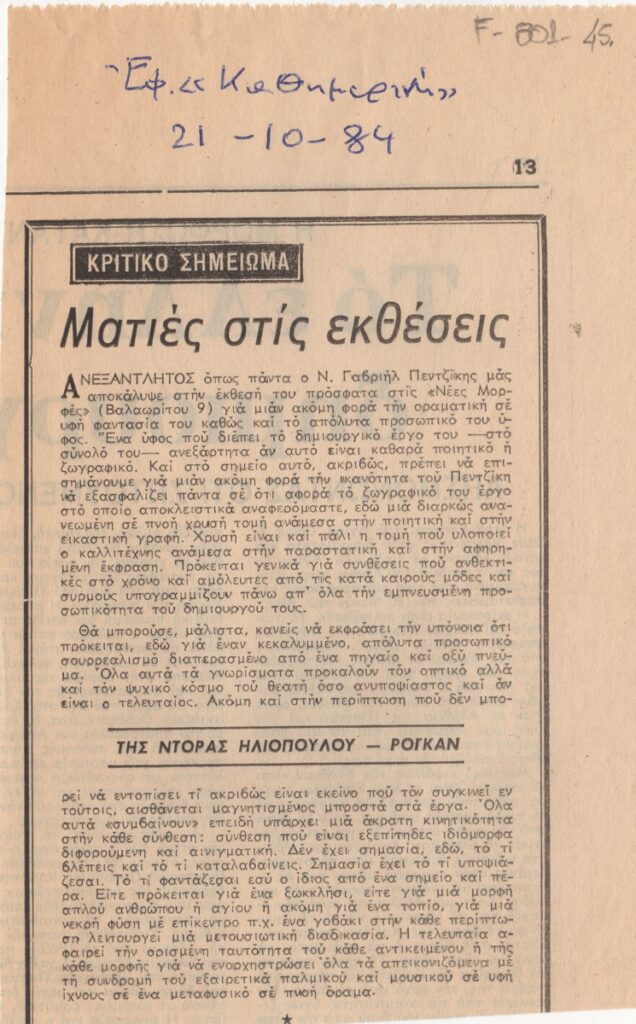 F-801-45.
Ἐφ. «Καθημερινή»
21-10-84
13
ΚΡΙΤΙΚΟ ΣΗΜΕΙΩΜΑ
Ματιές στίς εκθέσεις
ΑΝΕΞΑΝΤΛΗΤΟΣ όπως πάντα ο Ν. Γαβριήλ Πεντζίκης μάς
αποκάλυψε στήν έκθεσή του πρόσφατα στίς «Νέες Μορ-
φές» (Βαλαωρίτου 9) γιά μιάν ακόμη φορά τήν οραματική σέ
υφή φαντασία του καθώς καί τό απόλυτα προσωπικό του ύ-
φος. Ένα ύφος πού διέπει τό δημιουργικό έργο του —στό
σύνολό του— ανεξάρτητα άν αυτό είναι καθαρά ποιητικό ή
ζωγραφικό. Καί στό σημείο αυτό, ακριβώς, πρέπει νά επι-
σημάνουμε γιά μιάν ακόμη φορά τήν ικανότητα τού Πεντζίκη
νά εξασφαλίζει πάντα σέ ότι αφορά τό ζωγραφικό του έργο
στό οποίο αποκλειστικά αναφερόμαστε, εδώ μιά διαρκώς ανα-
νεωμένη σέ πνοή χρυσή τομή ανάμεσα στήν ποιητική καί στήν
εικαστική γραφή. Χρυσή είναι καί πάλι η τομή πού υλοποιεί
ο καλλιτέχνης ανάμεσα στήν παραστατική καί στήν αφηρη-
μένη έκφραση. Πρόκειται γενικά γιά συνθέσεις πού ανθεκτι-
κές στό χρόνο καί αμόλευτες από τίς κατά καιρούς μόδες καί
συρμούς υπογραμμίζουν πάνω απ' όλα τήν εμπνευσμένη προ-
σωπικότητα τού δημιουργού τους.
Θά μπορούσε, μάλιστα, κανείς νά εκφράσει τήν υπόνοια ότι
πρόκειται, εδώ γιά έναν κεκαλυμμένο, απόλυτα προσωπικό
σουρρεαλισμό διαπερασμένο από ένα πηγαίο καί οξύ πνεύ-
μα. Όλα αυτά τά γνωρίσματα προκαλούν τόν οπτικό αλλά
καί τόν ψυχικό κόσμο τού θεατή όσο ανυποψίαστος καί άν
είναι ο τελευταίος. Ακόμη καί στήν περίπτωση πού δέν μπο-
ΤΗΣ ΝΤΟΡΑΣ ΗΛΙΟΠΟΥΛΟΥ — ΡΟΓΚΑΝ
ρεί νά εντοπίσει τί ακριβώς είναι εκείνο πού τόν συγκινεί εν
τούτοις, αισθάνεται μαγνητισμένος μπροστά στά έργα. Όλα
αυτά «συμβαίνουν» επειδή υπάρχει μιά άκρατη κινητικότητα
στήν κάθε σύνθεση: σύνθεση πού είναι εξεπίτηδες ιδιόμορφα
διφορούμενη καί αινιγματική. Δέν έχει σημασία, εδώ, τό τί
βλέπεις καί τό τί καταλαβαίνεις. Σημασία έχει τό τί υποψιά-
ζεσαι. Τό τί φαντάζεσαι εσύ ο ίδιος από ένα σημείο καί πέ-
ρα. Είτε πρόκειται γιά ένα ξωκκλήσι, είτε γιά μιά μορφή
απλού ανθρώπου ή αγίου ή ακόμη γιά ένα τοπίο, γιά μιά
νεκρή φύση μέ επίκεντρο π.χ. ένα γοβάκι στήν κάθε περίπτω-
ση λειτουργεί μιά μετουσιωτική διαδικασία. Η τελευταία α-
φαιρεί τήν ορισμένη ταυτότητα τού κάθε αντικειμένου ή τής
κάθε μορφής γιά νά ενορχηστρώσει όλα τά απεικονιζόμενα μέ
τή συνδρομή τού εξαιρετικά παλμικού καί μουσικού σέ υφή
ίχνους σέ ένα μεταφυσικό σέ πνοή όραμα.